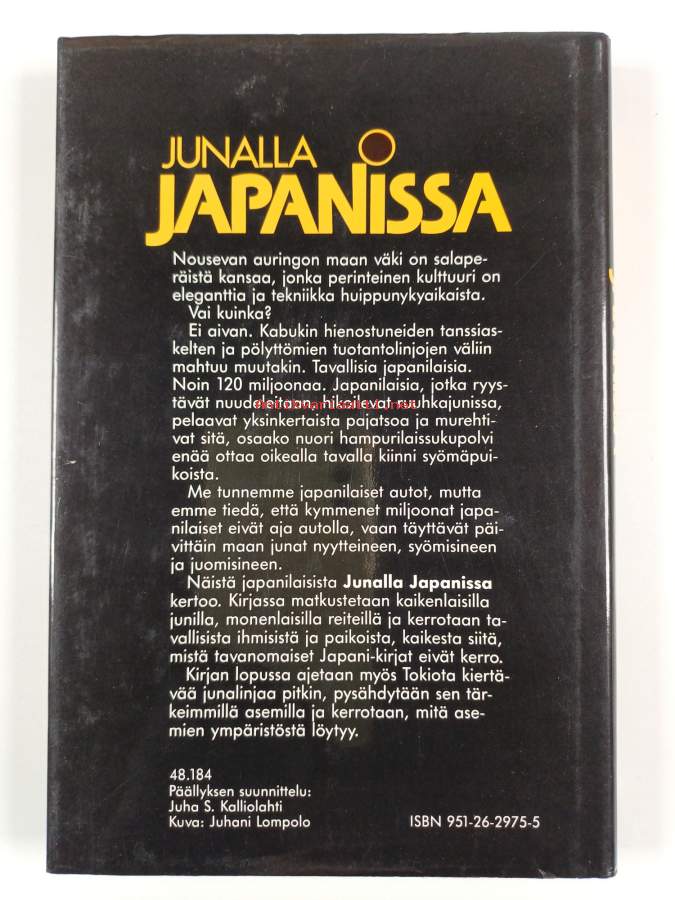 JUNALLA
JAPANISSA
Nousevan auringon maan väki on salape-
räistä kansaa, jonka perinteinen kulttuuri on
eleganttia ja tekniikka huippunykyaikaista.
Vai kuinka?
Ei aivan. Kabukin hienostuneiden tanssias-
kelten ja pölyttömien tuotantolinjojen väliin
mahtuu muutakin. Tavallisia japanilaisia.
Noin 120 miljoonaa. Japanilaisia, jotka ryys-
tävät nuudeleitaan, hikoilevat ruuhkajunissa,
Antikvariaatti.net
pelaavat yksinkertaista pajatsoa ja murehti-
vat sitä, osaako nuori hampurilaissukupolvi
enää ottaa oikealla tavalla kiinni syömäpui-
koista.
Me tunnemme japanilaiset autot, mutta
emme tiedä, että kymmenet miljoonat japa-
nilaiset eivät aja autolla, vaan täyttävät päi-
vittäin maan junat nyytteineen, syömisineen
ja juomisineen.
Näistä japanilaisista Junalla Japanissa
kertoo. Kirjassa matkustetaan kaikenlaisilla
junilla, monenlaisilla reiteillä ja kerrotaan ta-
vallisista ihmisistä ja paikoista, kaikesta siitä,
mistä tavanomaiset Japani-kirjat eivät kerro.
Kirjan lopussa ajetaan myös Tokiota kiertä-
vää junalinjaa pitkin, pysähdytään sen tär-
keimmillä asemilla ja kerrotaan, mitä ase-
mien ympäristöstä löytyy.
48.184
Päällyksen suunnittelu:
Juha S. Kalliolahti
Kuva: Juhani Lompolo
ISBN 951-26-2975-5